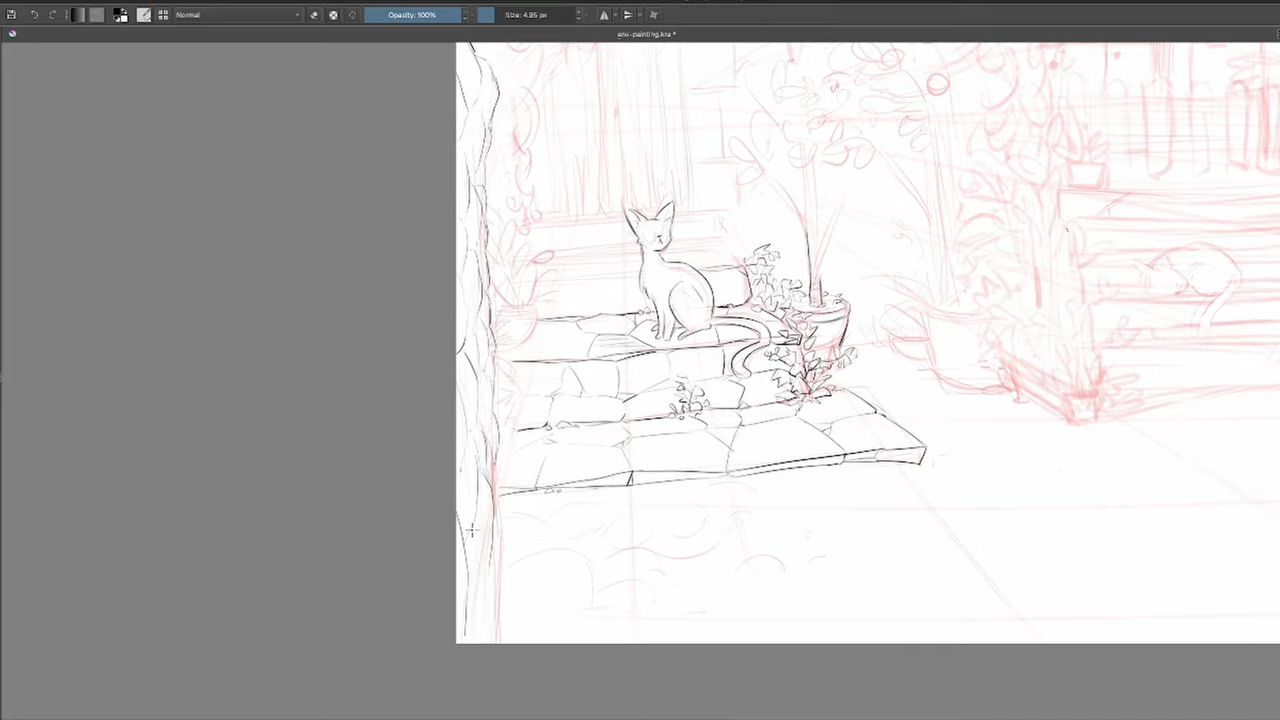 Normal
Opacity: 100%
Size: 4.95 px
env-painting.kra *